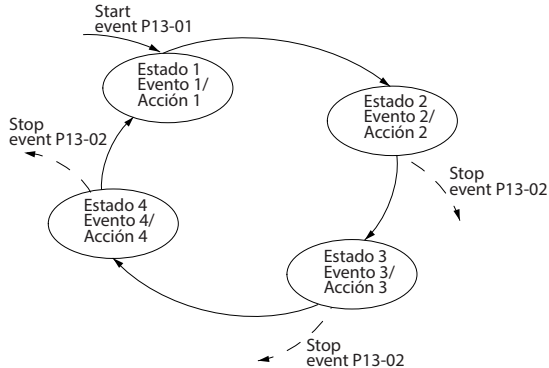 Start
event P13-01
Estado 1
Evento 1/
Acción 1
Estado 2
Evento 2/
Acción 2
Stop
event P13-02
Stop
event P13-02
Estado 4
Evento 4/
Acción 4
Estado 3
Evento 3/
Acción 3
Stop
event P13-02